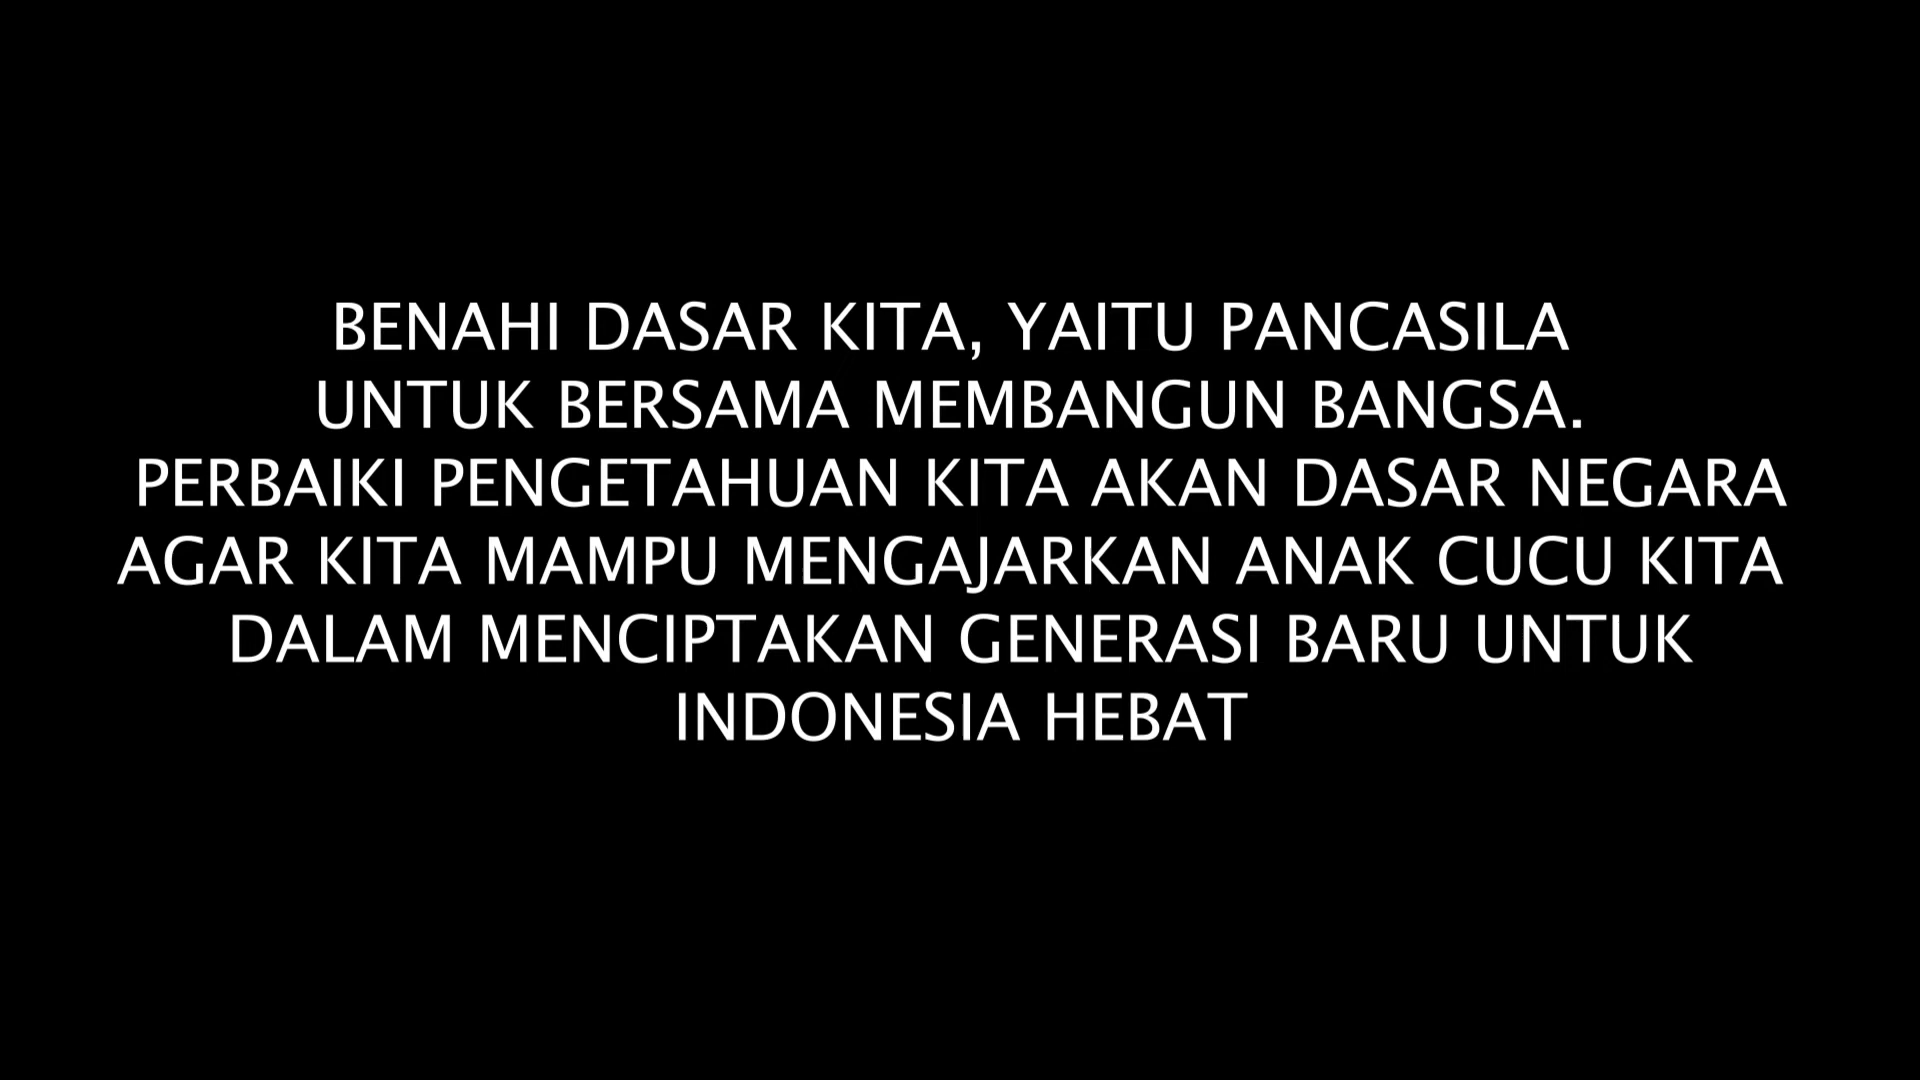 BENAHI DASAR KITA, YAITU PANCASILA
UNTUK BERSAMA MEMBANGUN BANGSA.
PERBAIKI PENGETAHUAN KITA AKAN DASAR NEGARA
AGAR KITA MAMPU MENGAJARKAN ANAK CUCU KITA
DALAM MENCIPTAKAN GENERASI BARU UNTUK
INDONESIA HEBAT